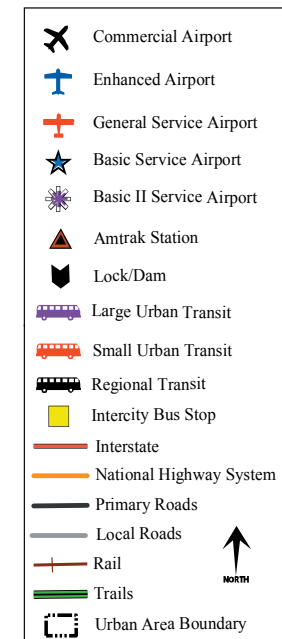 Commercial Airport
Enhanced Airport
General Service Airport
Basic Service Airport
Basic II Service Airport
Amtrak Station
Lock/Dam
Large Urban Transit
Small Urban Transit
Regional Transit
Intercity Bus Stop
Interstate
National Highway System
Primary Roads
Local Roads
Rail
NORTH
Trails
Urban Area Boundary